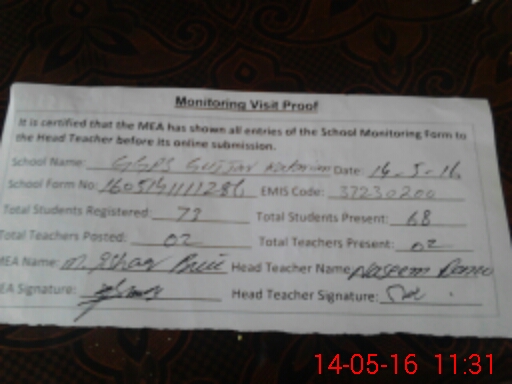 Monitoring Visit Proof
It is certified that the MEA has shown all entries of the School Monitoring Form to
the Head Teacher before its online submission.
School Name: GGPS Date: 14-5-16
School Form No: EMIS Code: 37230200
Total Students Registered: Total Students Present: 68
Total Teachers Posted: 02 Total Teachers Present: 02
MEA Name: M. Head Teacher Name: Naseem
EA Signature: Head Teacher Signature:
14-05-16 11:31